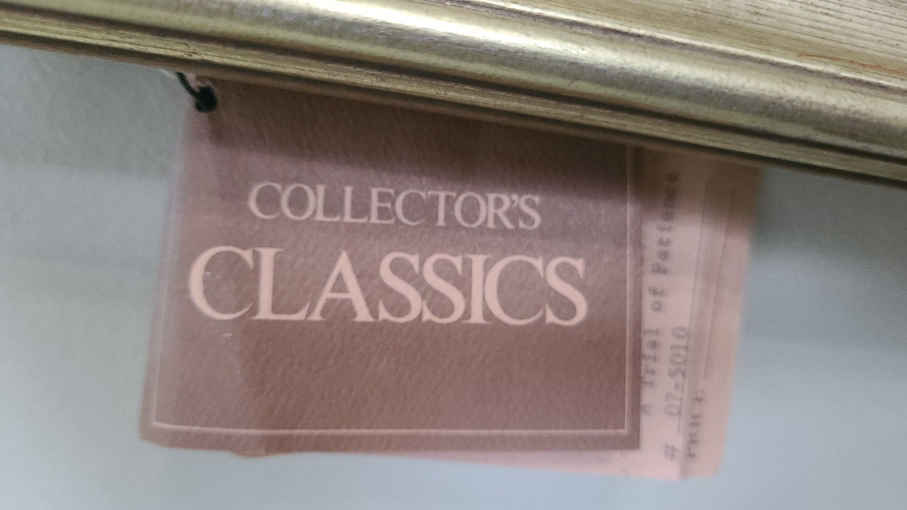 COLLECTOR'S
CLASSICS
A Trial of Patience
# 07-5010